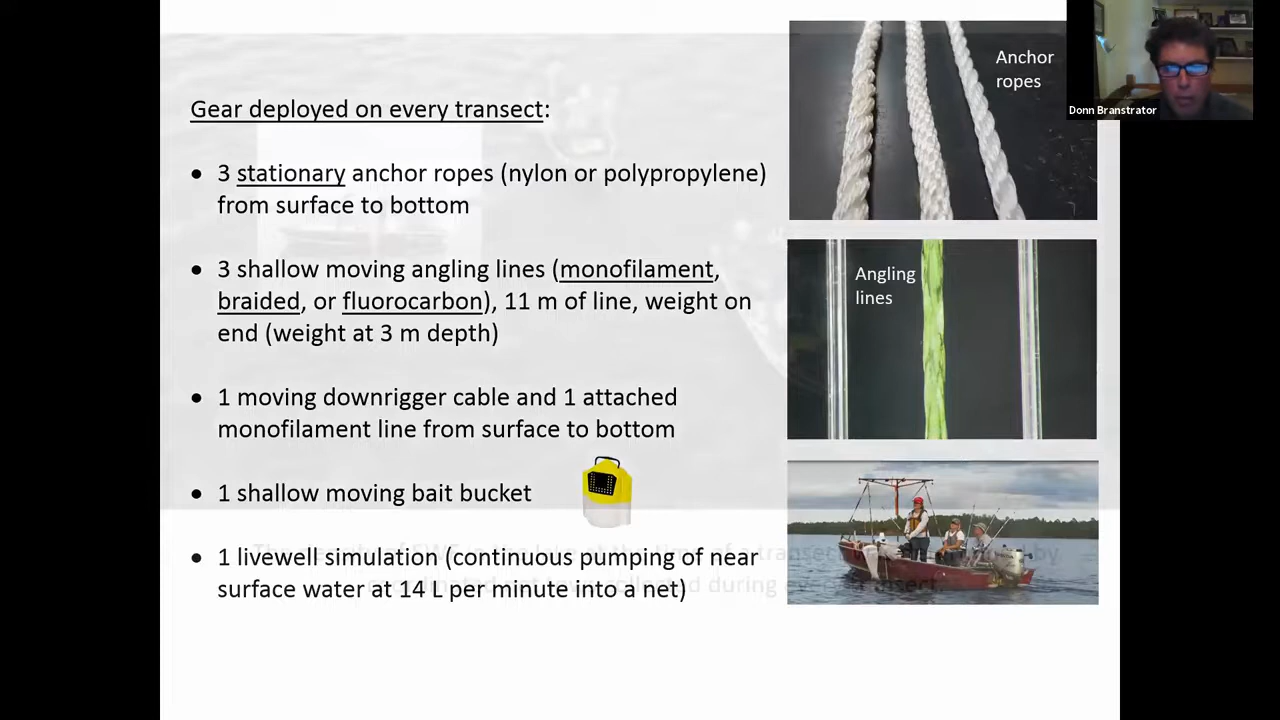 Gear deployed on every transect:
• 3 stationary anchor ropes (nylon or polypropylene)
from surface to bottom
• 3 shallow moving angling lines (monofilament,
braided, or fluorocarbon), 11 m of line, weight on
end (weight at 3 m depth)
• 1 moving downrigger cable and 1 attached
monofilament line from surface to bottom
• 1 shallow moving bait bucket
• 1 livewell simulation (continuous pumping of near
surface water at 14 L per minute into a net)
Anchor
ropes
Angling
lines
Donn Branstrator